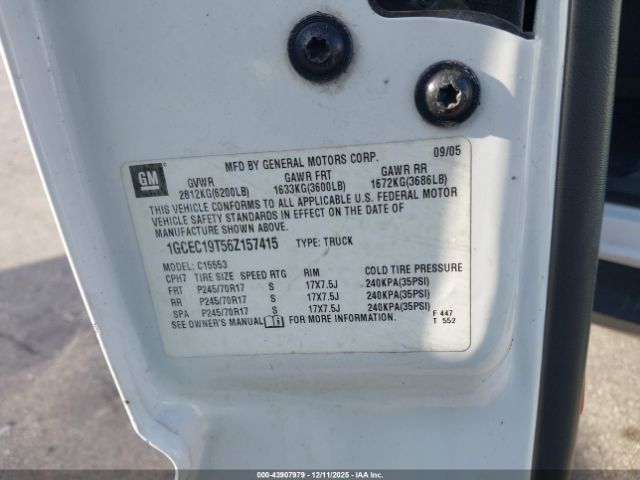 GM
MFD BY GENERAL MOTORS CORP. 09/05
GVWR GAWR FRT GAWR RR
2812KG(6200LB) 1633KG(3600LB) 1672KG(3686LB)
THIS VEHICLE CONFORMS TO ALL APPLICABLE U.S. FEDERAL MOTOR
VEHICLE SAFETY STANDARDS IN EFFECT ON THE DATE OF
MANUFACTURE SHOWN ABOVE.
1GCEC19T56Z157415 TYPE: TRUCK
MODEL: C15553
CPH7 TIRE SIZE SPEED RTG RIM COLD TIRE PRESSURE
FRT P245/70R17 S 17X7.5J 240KPA(35PSI)
RR P245/70R17 S 17X7.5J 240KPA(35PSI)
SPA P245/70R17 S 17X7.5J 240KPA(35PSI)
SEE OWNER'S MANUAL FOR MORE INFORMATION. F 447
T 552
000-43907979 - 12/11/2025 - IAAI.COM